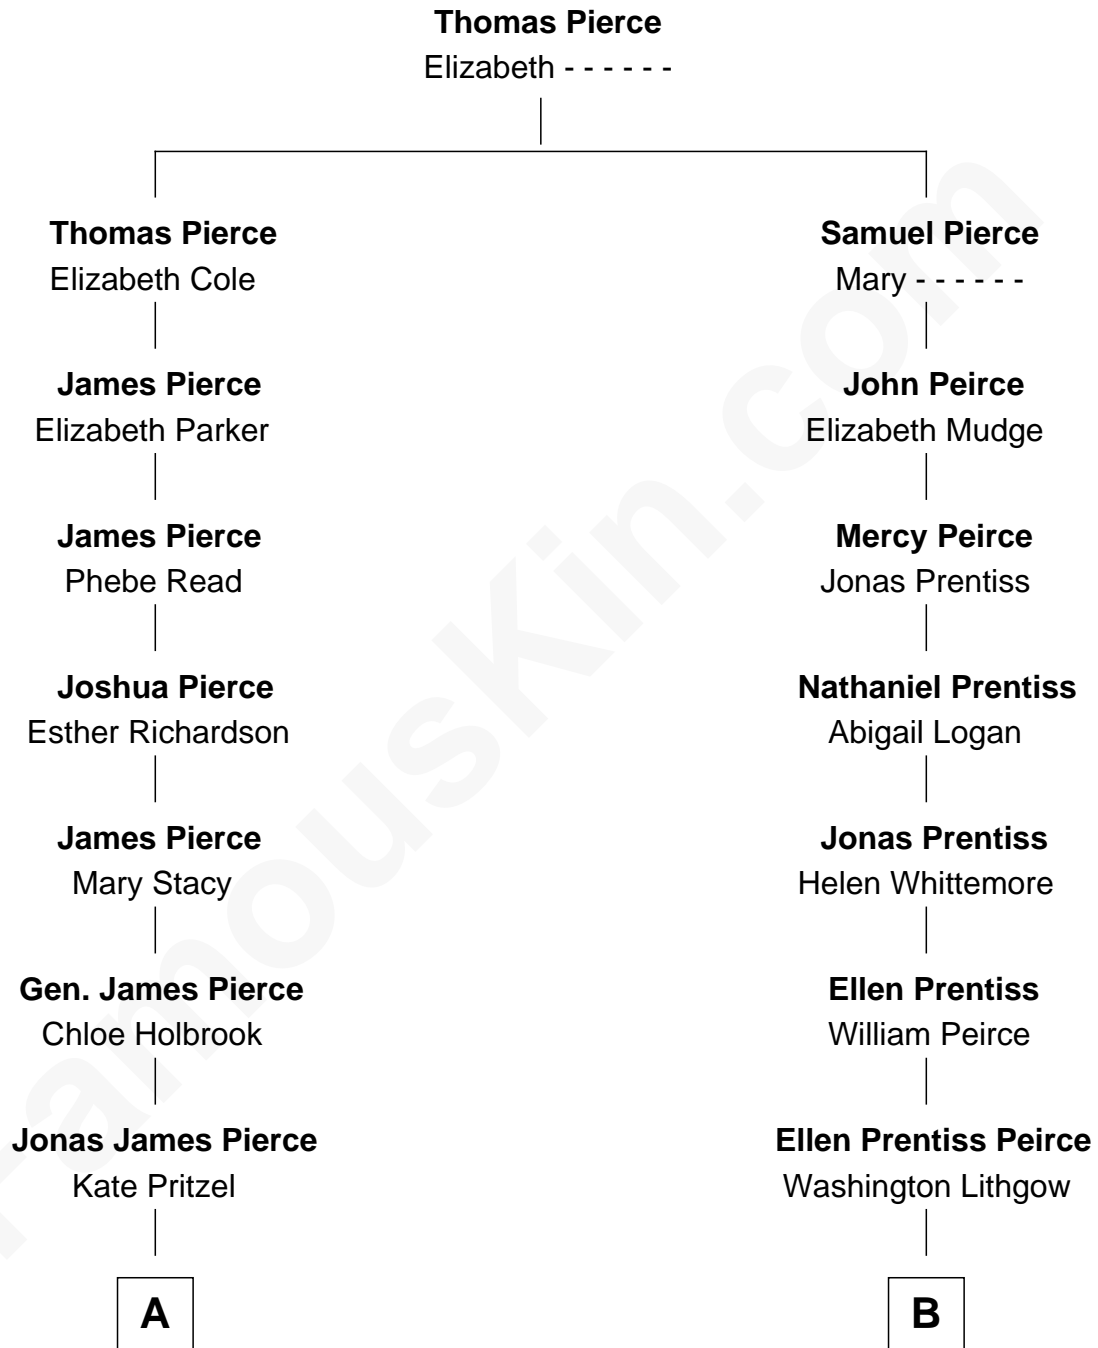 Thomas Pierce
Elizabeth - - - - - -
Thomas Pierce
Elizabeth Cole
Samuel Pierce
Mary - - - - - -
James Pierce
Elizabeth Parker
John Peirce
Elizabeth Mudge
James Pierce
Phebe Read
Mercy Peirce
Jonas Prentiss
Joshua Pierce
Esther Richardson
Nathaniel Prentiss
Abigail Logan
James Pierce
Mary Stacy
Jonas Prentiss
Helen Whittemore
Gen. James Pierce
Chloe Holbrook
Ellen Prentiss
William Peirce
Jonas James Pierce
Kate Pritzel
Ellen Prentiss Peirce
Washington Lithgow
A
B
FamousKin.com